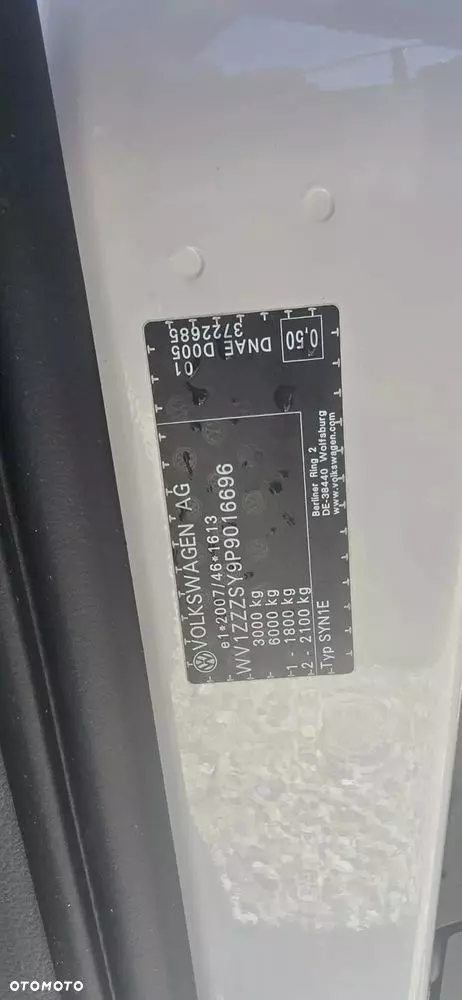 VOLKSWAGEN AG
e1*2007/46*1613
WV1ZZZSY9P9016696
3000 kg
6000 kg
1 - 1800 kg
2 - 2100 kg
Typ SYN1E
01
3722685
DNAE D005
0,50
Berliner Ring 2
DE-38440 Wolfsburg
www.volkswagen.com
OTOMOTO